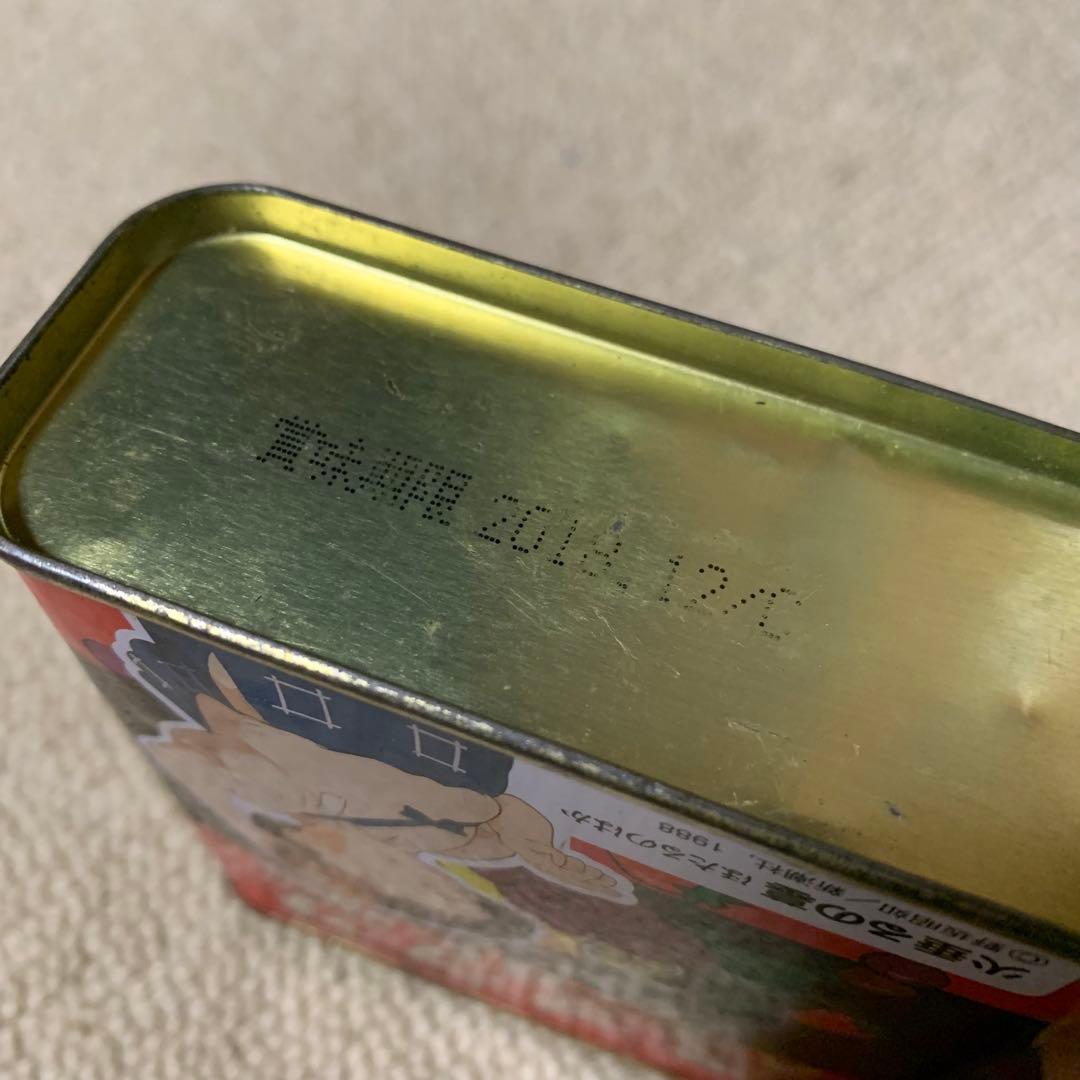 賞味期限 2018.12/C
火垂るの墓 ほたるのはか
©野坂昭如/新潮社, 1988